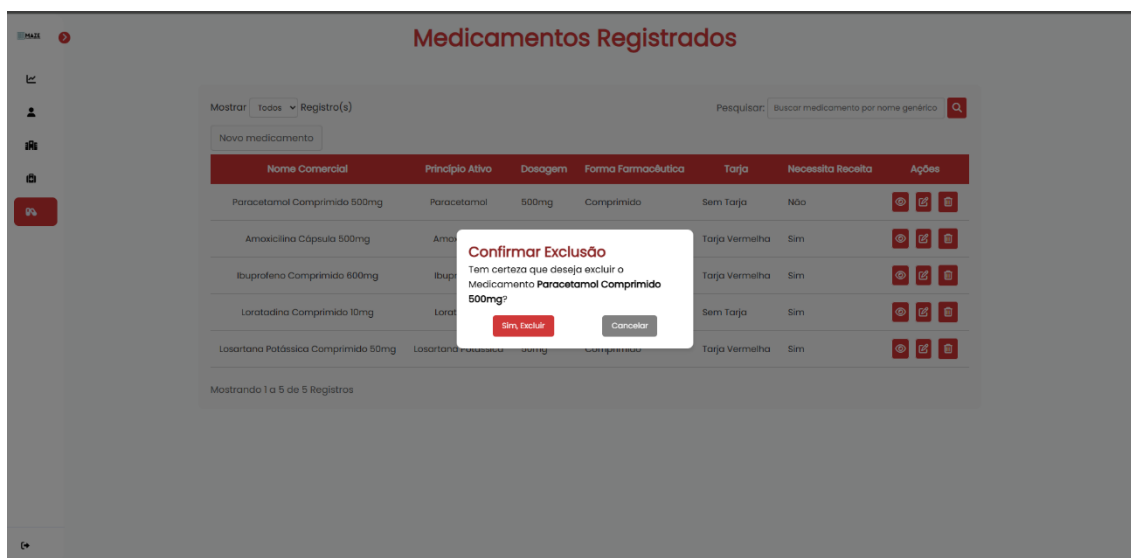 MAZE
Medicamentos Registrados
Mostrar Todos Registro(s)
Pesquisar: Buscar medicamento por nome genérico
Novo medicamento
Nome Comercial Princípio Ativo Dosagem Forma Farmacêutica Tarja Necessita Receita Ações
Paracetamol Comprimido 500mg Paracetamol 500mg Comprimido Sem Tarja Não
Amoxicilina Cápsula 500mg Tarja Vermelha Sim
Ibuprofeno Comprimido 600mg Tarja Vermelha Sim
Loratadina Comprimido 10mg Sem Tarja Sim
Losartana Potássica Comprimido 50mg Losartana Potássica 50mg Comprimido Tarja Vermelha Sim
Mostrando 1 a 5 de 5 Registros
Confirmar Exclusão
Tem certeza que deseja excluir o
Medicamento Paracetamol Comprimido
500mg?
Sim, Excluir Cancelar